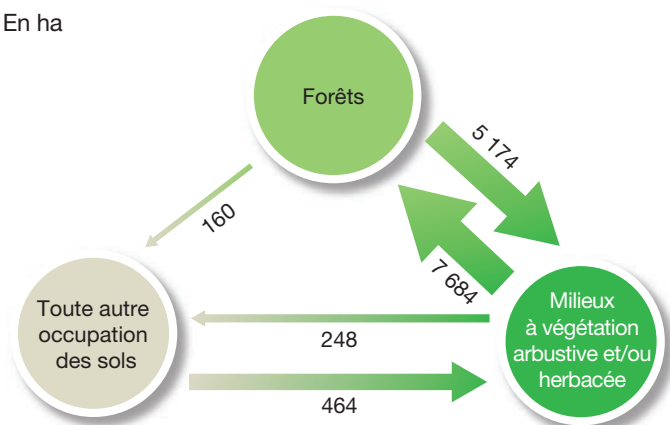 En ha
Forêts
5 174
160
7 684
Toute autre
occupation
des sols
248
464
Milieux
à végétation
arbustive et/ou
herbacée